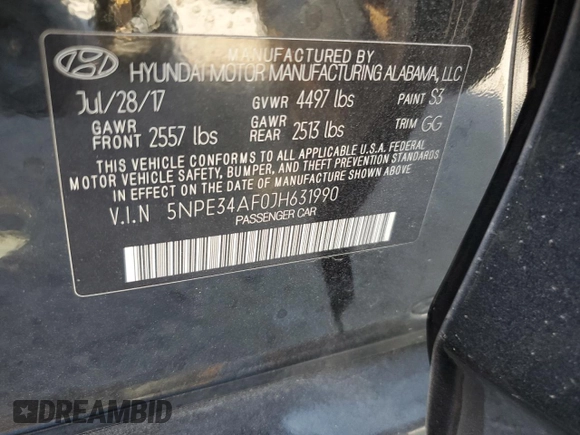 MANUFACTURED BY
HYUNDAI MOTOR MANUFACTURING ALABAMA, LLC
Jul/28/17 GVWR 4497 lbs PAINT S3
GAWR FRONT 2557 lbs GAWR REAR 2513 lbs TRIM GG
THIS VEHICLE CONFORMS TO ALL APPLICABLE U.S.A. FEDERAL
MOTOR VEHICLE SAFETY, BUMPER, AND THEFT PREVENTION STANDARDS
IN EFFECT ON THE DATE OF MANUFACTURE SHOWN ABOVE.
V.I.N 5NPE34AF0JH631990
PASSENGER CAR
DREAMBID